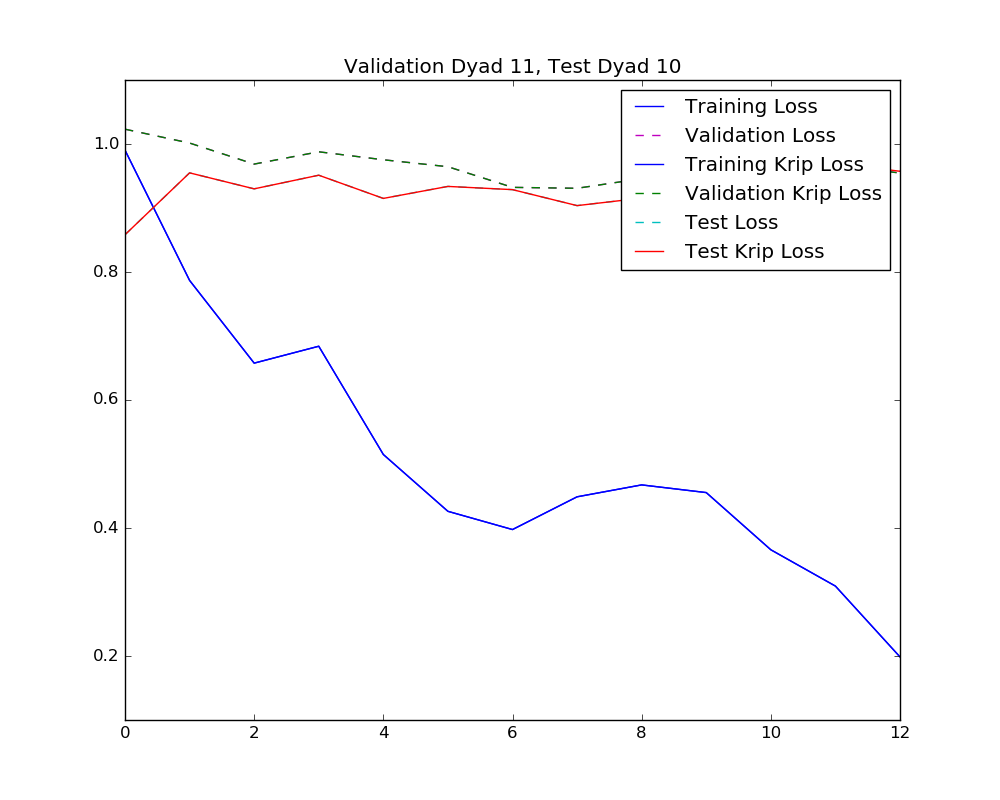 Validation Dyad 11, Test Dyad 10
Training Loss
Validation Loss
Training Krip Loss
Validation Krip Loss
Test Loss
Test Krip Loss
1.0
0.8
0.6
0.4
0.2
0 2 4 6 8 10 12